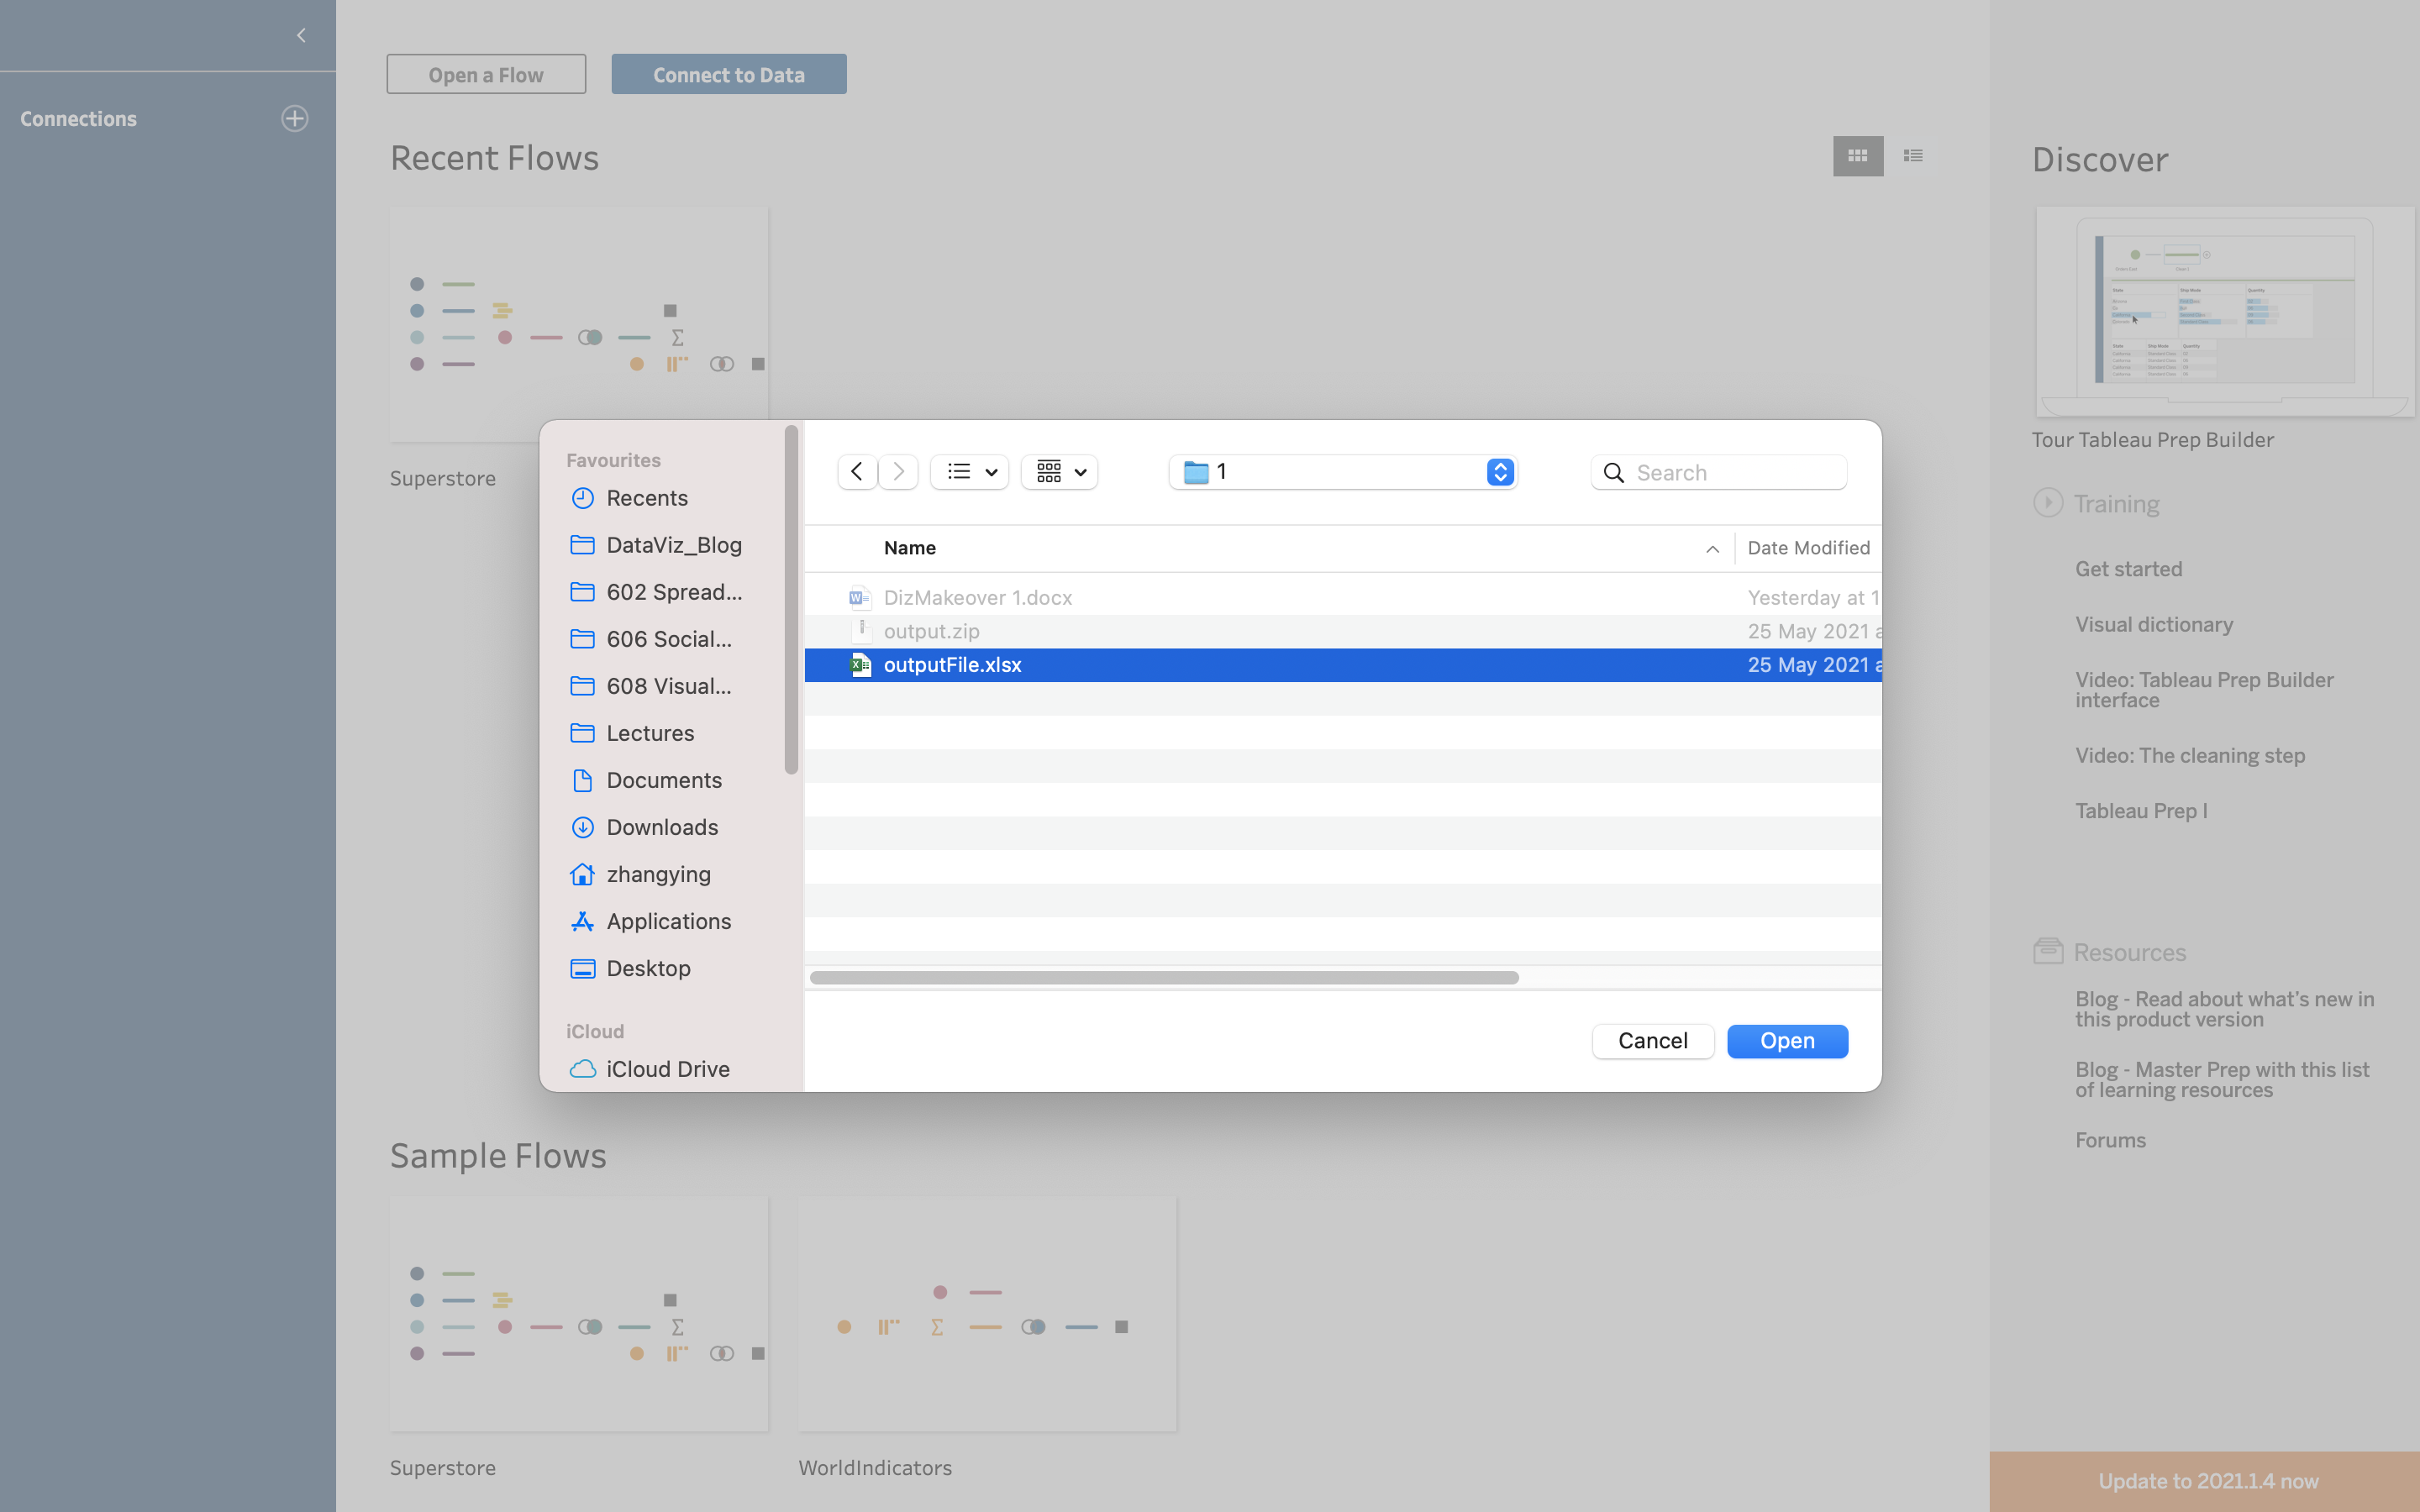 Connections
Open a Flow
Connect to Data
Recent Flows
Superstore
Favourites
Recents
DataViz_Blog
602 Spread...
606 Social...
608 Visual...
Lectures
Documents
Downloads
zhangying
Applications
Desktop
iCloud
iCloud Drive
1
Search
Name
Date Modified
DizMakeover 1.docx
Yesterday at 1
output.zip
25 May 2021 a
outputFile.xlsx
25 May 2021 a
Cancel
Open
Sample Flows
Superstore
WorldIndicators
Discover
Tour Tableau Prep Builder
Training
Get started
Visual dictionary
Video: Tableau Prep Builder
interface
Video: The cleaning step
Tableau Prep I
Resources
Blog - Read about what's new in
this product version
Blog - Master Prep with this list
of learning resources
Forums
Update to 2021.1.4 now